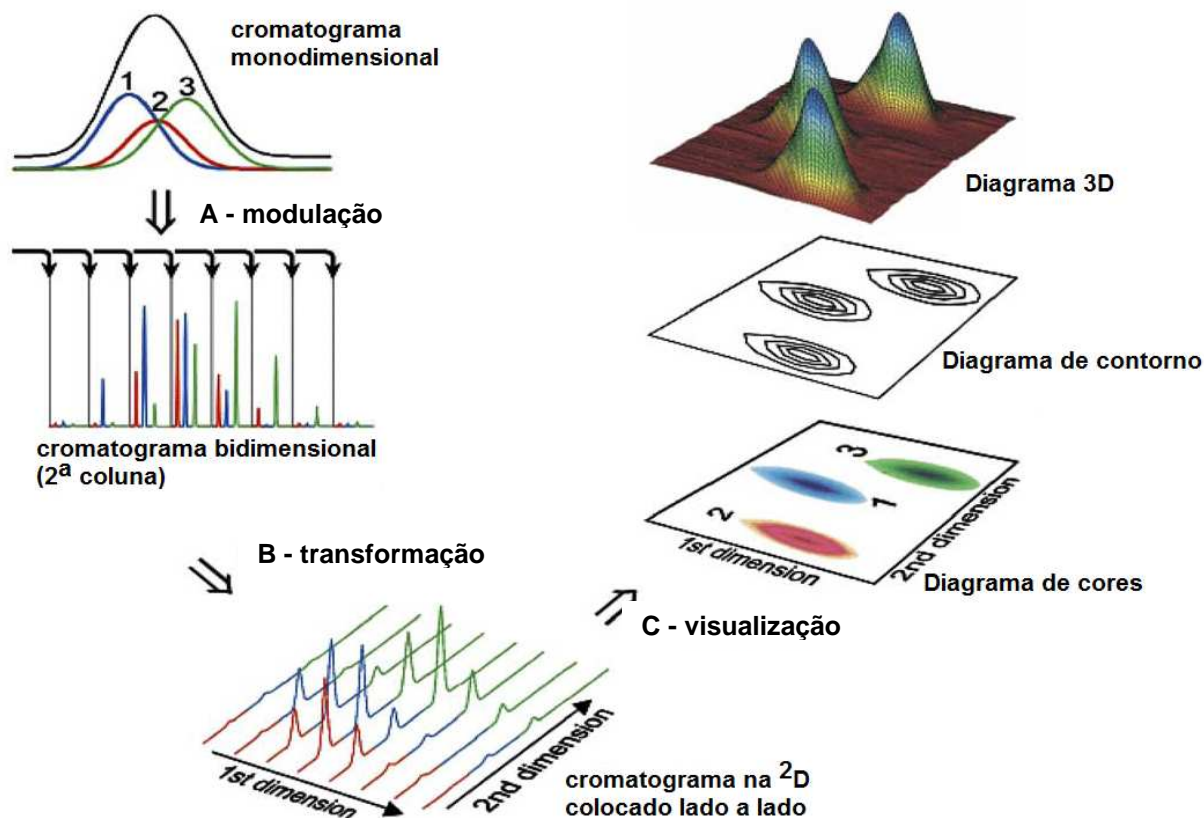 cromatograma
monodimensional
1
2
3
A - modulação
cromatograma bidimensional
(2ª coluna)
B - transformação
1st dimension
2nd dimension
cromatograma na ²D
colocado lado a lado
C - visualização
Diagrama 3D
Diagrama de contorno
3
1
2
1st dimension
2nd dimension
Diagrama de cores